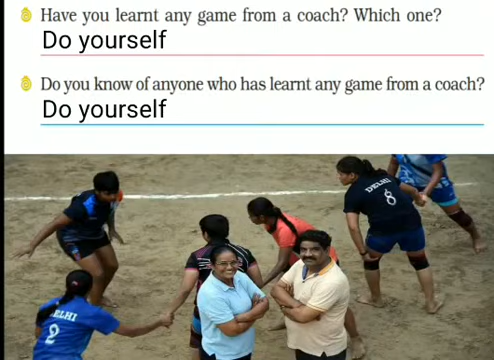 Have you learnt any game from a coach? Which one?
Do yourself
Do you know of anyone who has learnt any game from a coach?
Do yourself
DELHI
8
DELHI
2